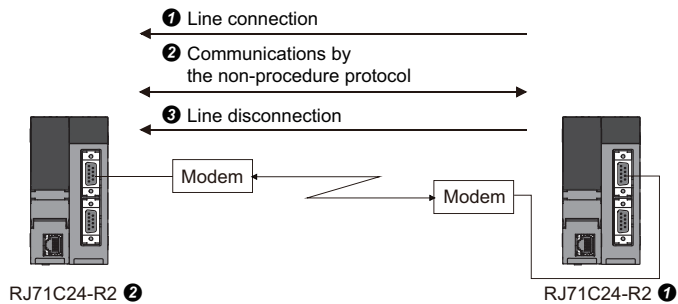 ❶ Line connection
❷ Communications by
the non-procedure protocol
❸ Line disconnection
Modem
Modem
RJ71C24-R2 ❷
RJ71C24-R2 ❶